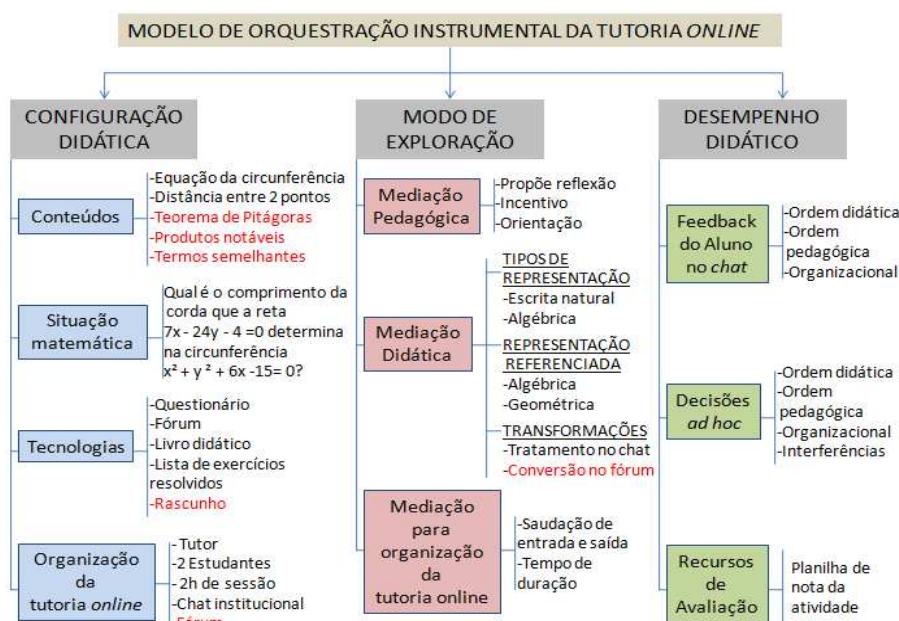 MODELO DE ORQUESTRAÇÃO INSTRUMENTAL DA TUTORIA ONLINE
CONFIGURAÇÃO
DIDÁTICA
Conteúdos
-Equação da circunferência
-Distância entre 2 pontos
-Teorema de Pitágoras
-Produtos notáveis
-Termos semelhantes
Situação
matemática
Qual é o comprimento da
corda que a reta
7x - 24y - 4 =0 determina
na circunferência
x² + y ² + 6x -15= 0?
Tecnologias
-Questionário
-Fórum
-Livro didático
-Lista de exercícios
resolvidos
-Rascunho
Organização
da
tutoria online
- Tutor
-2 Estudantes
- 2h de sessão
-Chat institucional
-Fórum
MODO DE
EXPLORAÇÃO
Mediação
Pedagógica
-Propõe reflexão
-Incentivo
-Orientação
Mediação
Didática
TIPOS DE
REPRESENTAÇÃO
-Escrita natural
-Algébrica
REPRESENTAÇÃO
REFERENCIADA
-Algébrica
-Geométrica
TRANSFORMAÇÕES
-Tratamento no chat
-Conversão no fórum
Mediação
para
organização
da
tutoria online
-Saudação de
entrada e saída
-Tempo de
duração
DESEMPENHO
DIDÁTICO
Feedback
do Aluno
no chat
-Ordem didática
-Ordem
pedagógica
-Organizacional
Decisões
ad hoc
-Ordem didática
-Ordem
pedagógica
-Organizacional
-Interferências
Recursos
de
Avaliação
Planilha de
nota da
atividade